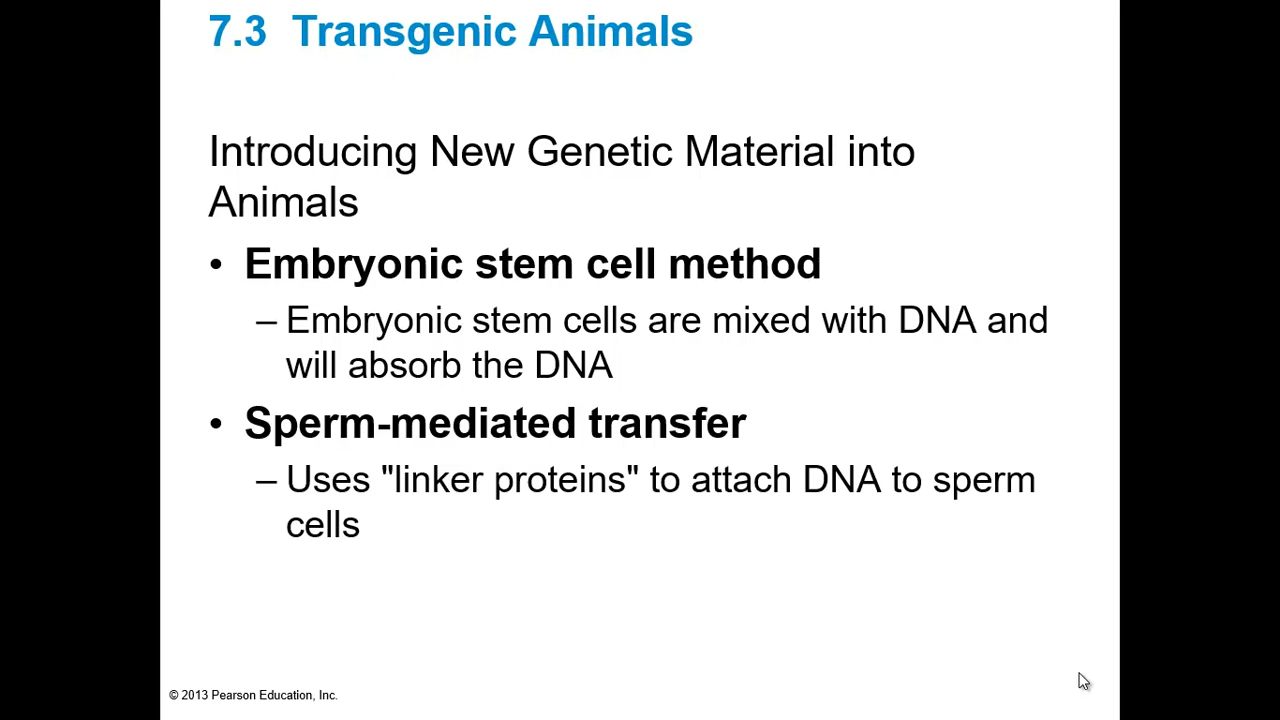 7.3 Transgenic Animals
Introducing New Genetic Material into
Animals
• Embryonic stem cell method
– Embryonic stem cells are mixed with DNA and
will absorb the DNA
• Sperm-mediated transfer
– Uses "linker proteins" to attach DNA to sperm
cells
© 2013 Pearson Education, Inc.